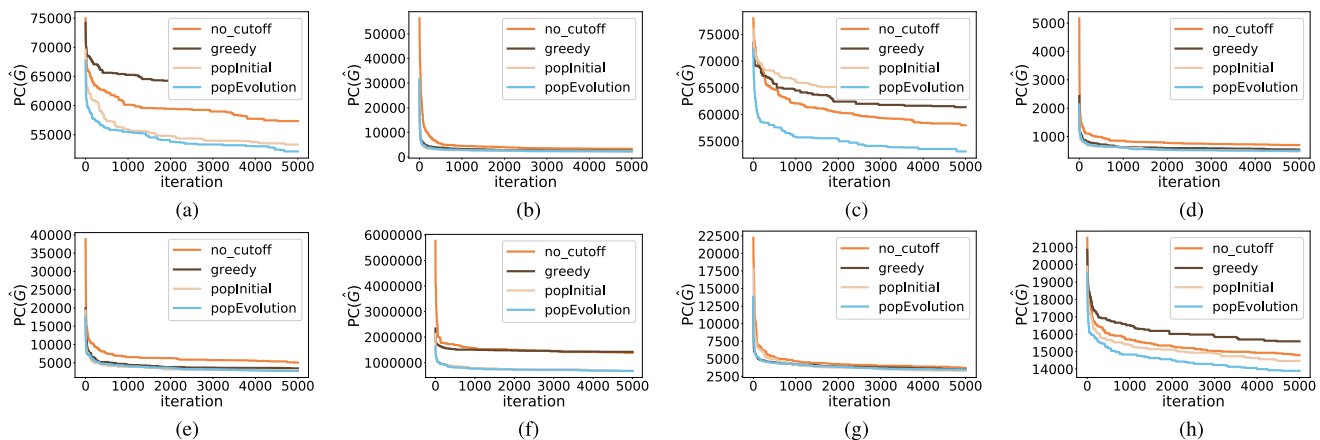 75000
70000
65000
60000
55000
PC(Ĝ)
no_cutoff
greedy
popInitial
popEvolution
0 1000 2000 3000 4000 5000
iteration
(a)
50000
40000
30000
20000
10000
0
PC(Ĝ)
no_cutoff
greedy
popInitial
popEvolution
0 1000 2000 3000 4000 5000
iteration
(b)
75000
70000
65000
60000
55000
PC(Ĝ)
no_cutoff
greedy
popInitial
popEvolution
0 1000 2000 3000 4000 5000
iteration
(c)
5000
4000
3000
2000
1000
PC(Ĝ)
no_cutoff
greedy
popInitial
popEvolution
0 1000 2000 3000 4000 5000
iteration
(d)
40000
35000
30000
25000
20000
15000
10000
5000
PC(Ĝ)
no_cutoff
greedy
popInitial
popEvolution
0 1000 2000 3000 4000 5000
iteration
(e)
6000000
5000000
4000000
3000000
2000000
1000000
PC(Ĝ)
no_cutoff
greedy
popInitial
popEvolution
0 1000 2000 3000 4000 5000
iteration
(f)
22500
20000
17500
15000
12500
10000
7500
5000
2500
PC(Ĝ)
no_cutoff
greedy
popInitial
popEvolution
0 1000 2000 3000 4000 5000
iteration
(g)
21000
20000
19000
18000
17000
16000
15000
14000
PC(Ĝ)
no_cutoff
greedy
popInitial
popEvolution
0 1000 2000 3000 4000 5000
iteration
(h)